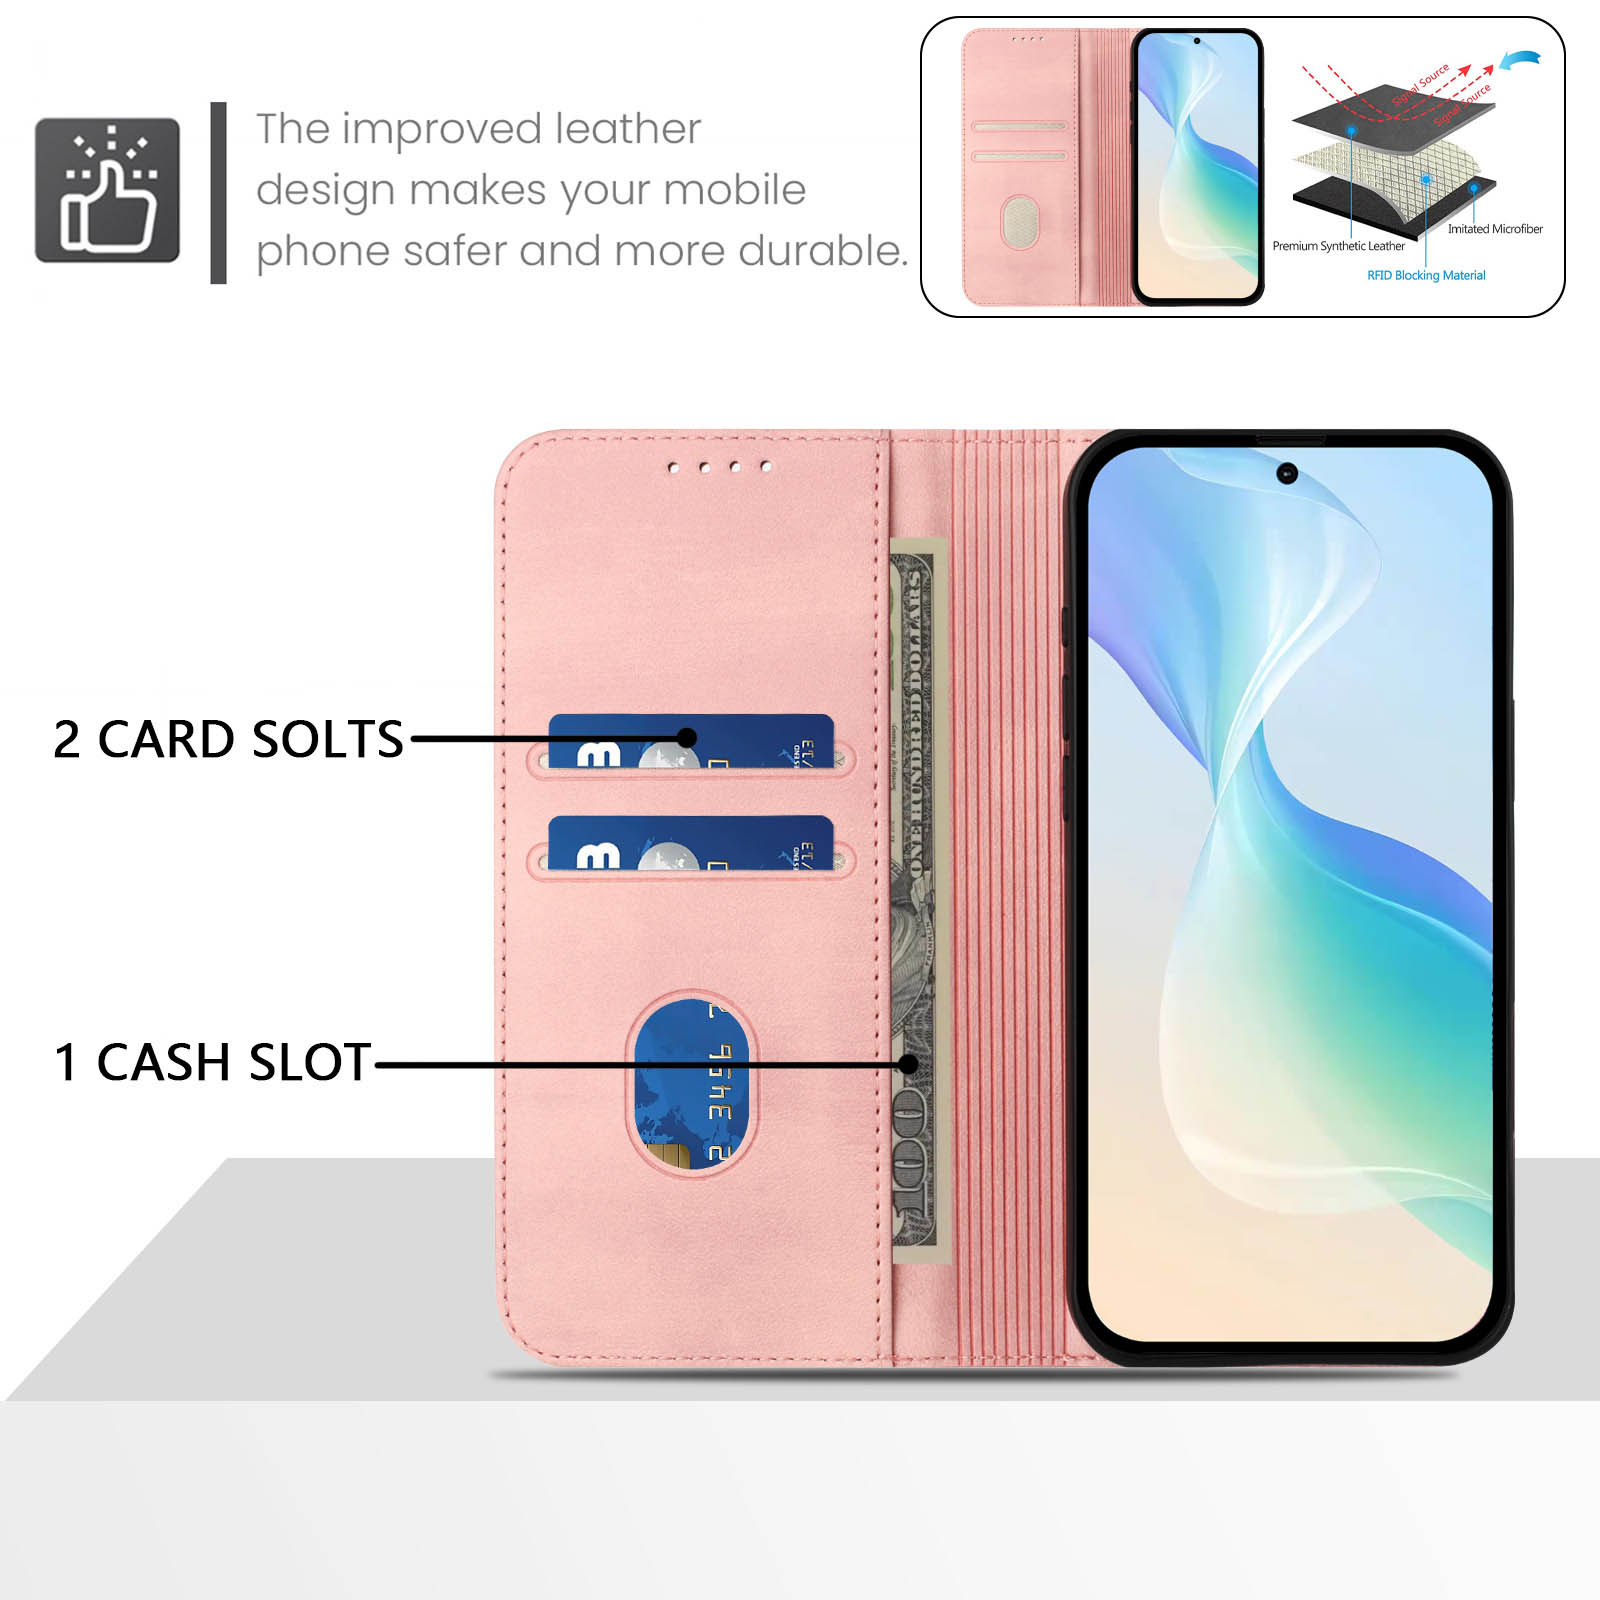 The improved leather
design makes your mobile
phone safer and more durable.
Signal Source
Signal Source
Premium Synthetic Leather
Imitated Microfiber
RFID Blocking Material
2 CARD SOLTS
1 CASH SLOT
ONE HUNDRED DOLLARS
FRANKLIN
100